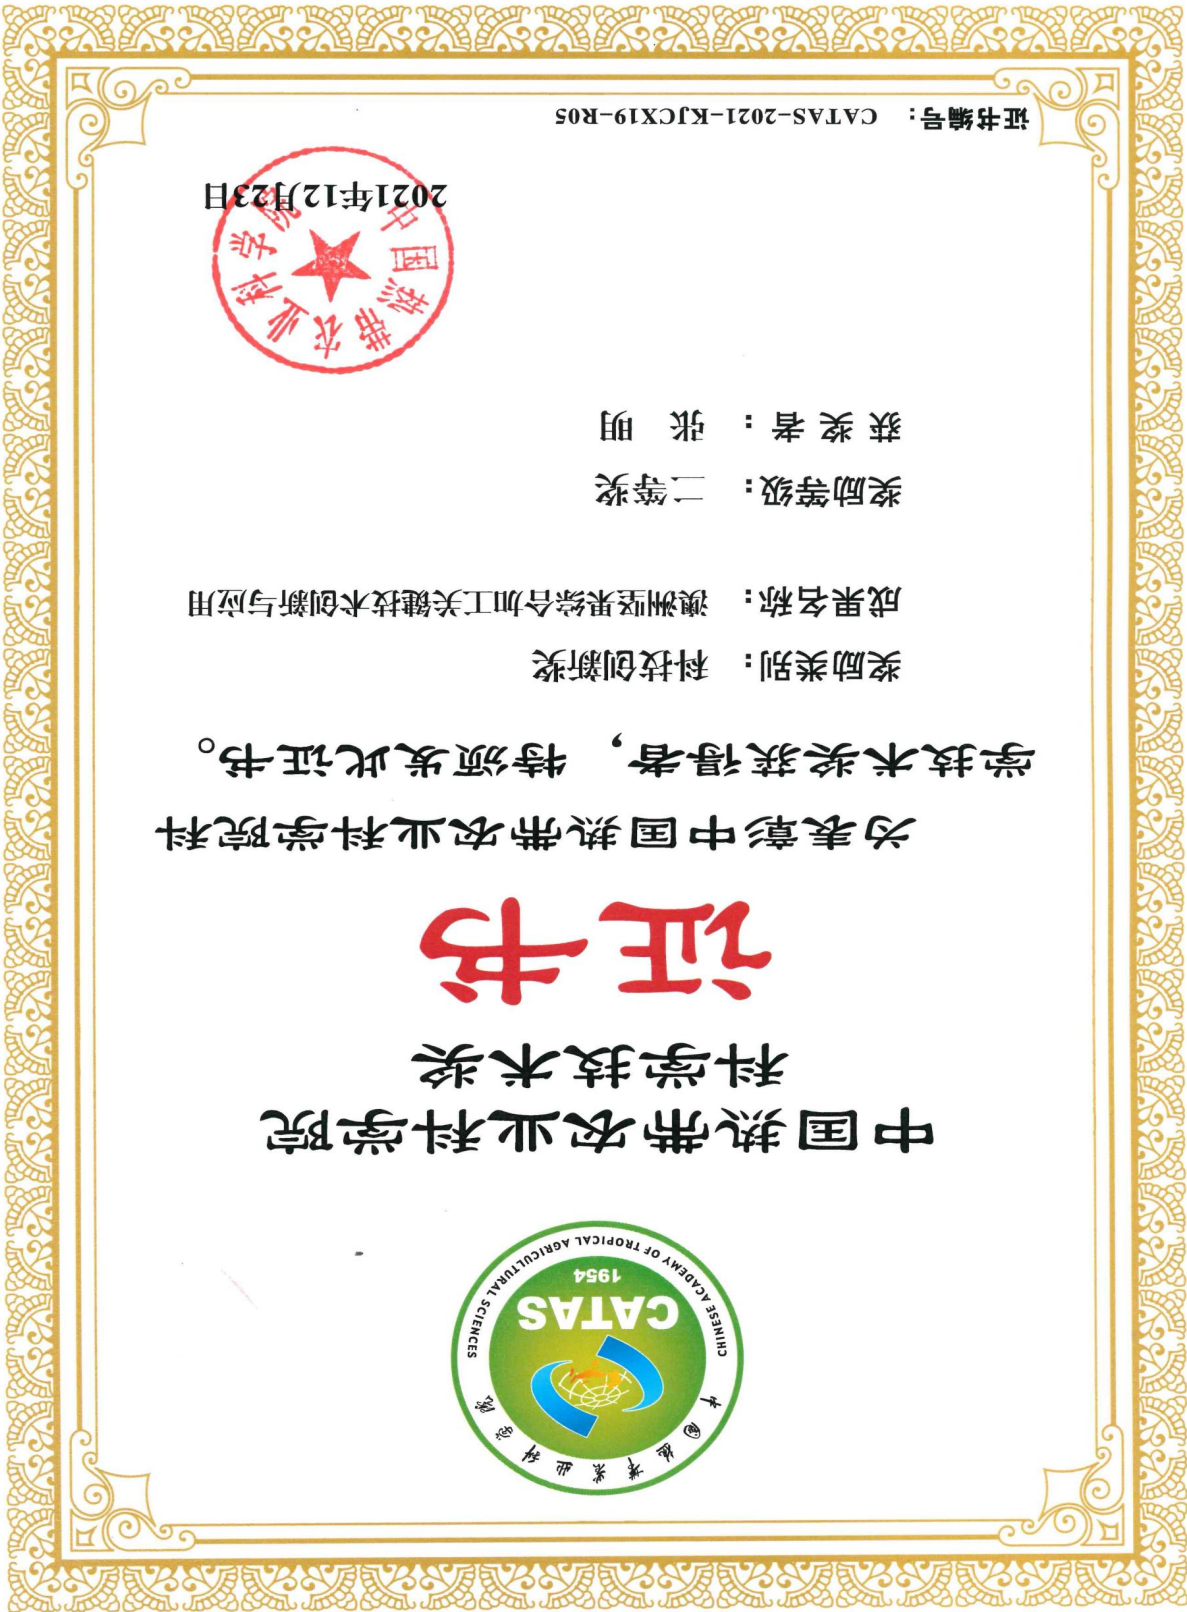 中国热带农业科学院
CHINESE ACADEMY OF TROPICAL AGRICULTURAL SCIENCES
CATAS
1954
中国热带农业科学院
科学技术奖
证书
为表彰中国热带农业科学院科
学技术奖获得者，特颁发此证书。
奖励类别： 科技创新奖
成果名称： 澳洲坚果综合加工关键技术创新与应用
奖励等级： 二等奖
获奖者： 张 明
中国热带农业科学院
2021年12月23日
证书编号： CATAS-2021-KJCX19-R05